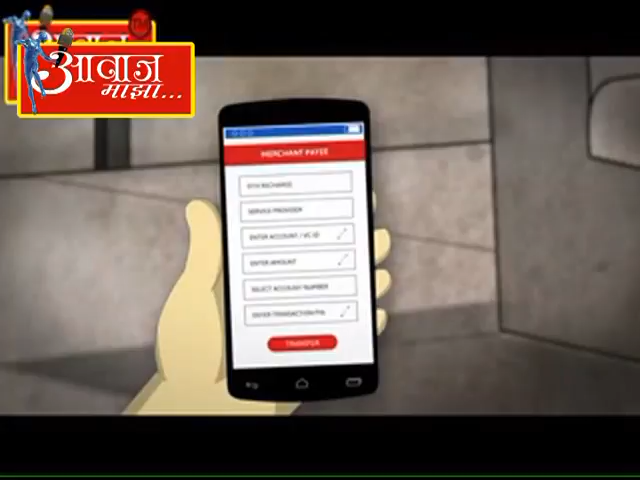 आवाज
माझा...
TM
MERCHANT PAYEE
DTH RECHARGE
SERVICE PROVIDER
ENTER ACCOUNT / VC ID
ENTER AMOUNT
SELECT ACCOUNT NUMBER
ENTER TRANSACTION PIN
TRANSFER